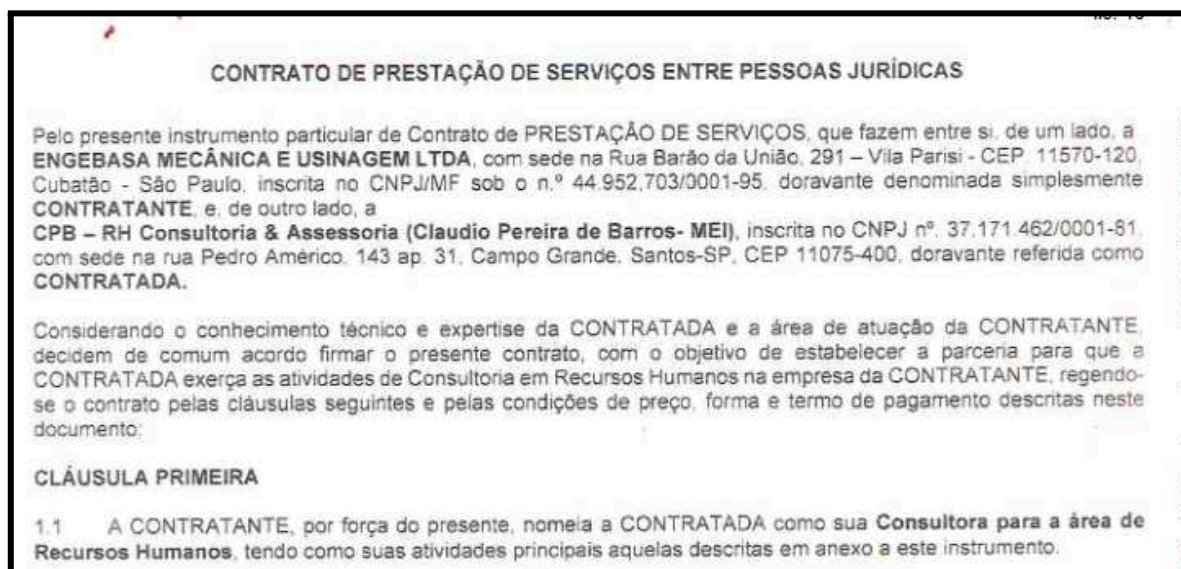 CONTRATO DE PRESTAÇÃO DE SERVIÇOS ENTRE PESSOAS JURÍDICAS
Pelo presente instrumento particular de Contrato de PRESTAÇÃO DE SERVIÇOS, que fazem entre si, de um lado, a
ENGEBASA MECÂNICA E USINAGEM LTDA, com sede na Rua Barão da União, 291 – Vila Parisi - CEP. 11570-120,
Cubatão - São Paulo, inscrita no CNPJ/MF sob o n.º 44.952.703/0001-95, doravante denominada simplesmente
CONTRATANTE, e, de outro lado, a
CPB – RH Consultoria & Assessoria (Claudio Pereira de Barros- MEI), inscrita no CNPJ nº. 37.171.462/0001-81,
com sede na rua Pedro Américo, 143 ap. 31, Campo Grande, Santos-SP, CEP 11075-400, doravante referida como
CONTRATADA.
Considerando o conhecimento técnico e expertise da CONTRATADA e a área de atuação da CONTRATANTE,
decidem de comum acordo firmar o presente contrato, com o objetivo de estabelecer a parceria para que a
CONTRATADA exerça as atividades de Consultoria em Recursos Humanos na empresa da CONTRATANTE, regendo-
se o contrato pelas cláusulas seguintes e pelas condições de preço, forma e termo de pagamento descritas neste
documento:
CLÁUSULA PRIMEIRA
1.1 A CONTRATANTE, por força do presente, nomeia a CONTRATADA como sua Consultora para a área de
Recursos Humanos, tendo como suas atividades principais aquelas descritas em anexo a este instrumento.